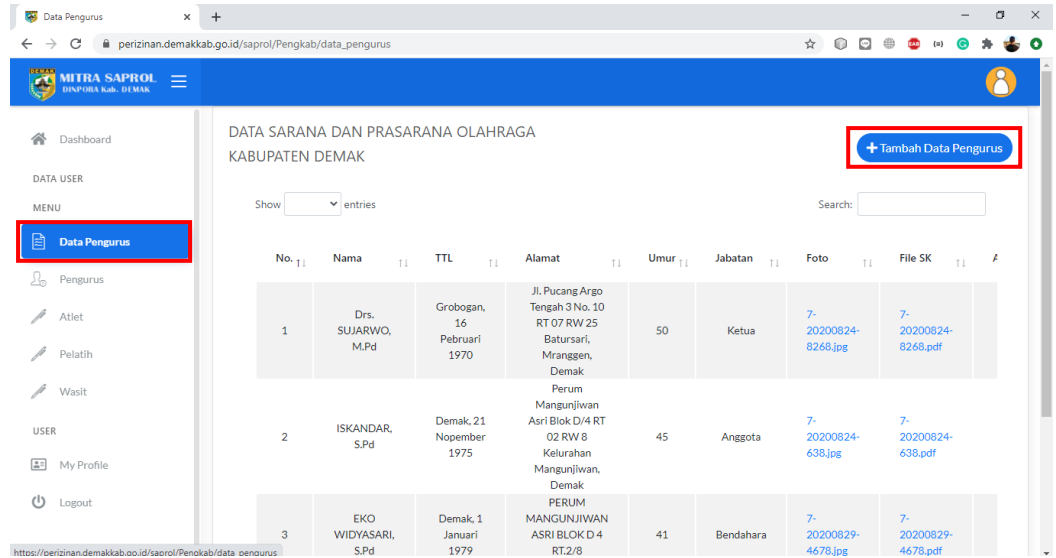 Data Pengurus
perizinan.demakkab.go.id/saprol/Pengkab/data_pengurus
DEMAK
MITRA SAPROL
DINPORA Kab. DEMAK
Dashboard
DATA USER
MENU
Data Pengurus
Pengurus
Atlet
Pelatih
Wasit
USER
My Profile
Logout
DATA SARANA DAN PRASARANA OLAHRAGA
KABUPATEN DEMAK
+ Tambah Data Pengurus
Show entries
Search:
No. Nama TTL Alamat Umur Jabatan Foto File SK A
1
Drs.
SUJARWO,
M.Pd
Grobogan,
16
Pebruari
1970
Jl. Pucang Argo
Tengah 3 No. 10
RT 07 RW 25
Batursari,
Mranggen,
Demak
50
Ketua
7-
20200824-
8268.jpg
7-
20200824-
8268.pdf
2
ISKANDAR,
S.Pd
Demak, 21
Nopember
1975
Perum
Mangunjiwan
Asri Blok D/4 RT
02 RW 8
Kelurahan
Mangunjiwan,
Demak
45
Anggota
7-
20200824-
638.jpg
7-
20200824-
638.pdf
3
EKO
WIDYASARI,
S.Pd
Demak, 1
Januari
1979
PERUM
MANGUNJIWAN
ASRI BLOK D 4
RT.2/8
41
Bendahara
7-
20200829-
4678.jpg
7-
20200829-
4678.pdf
https://perizinan.demakkab.go.id/saprol/Pengkab/data_pengurus